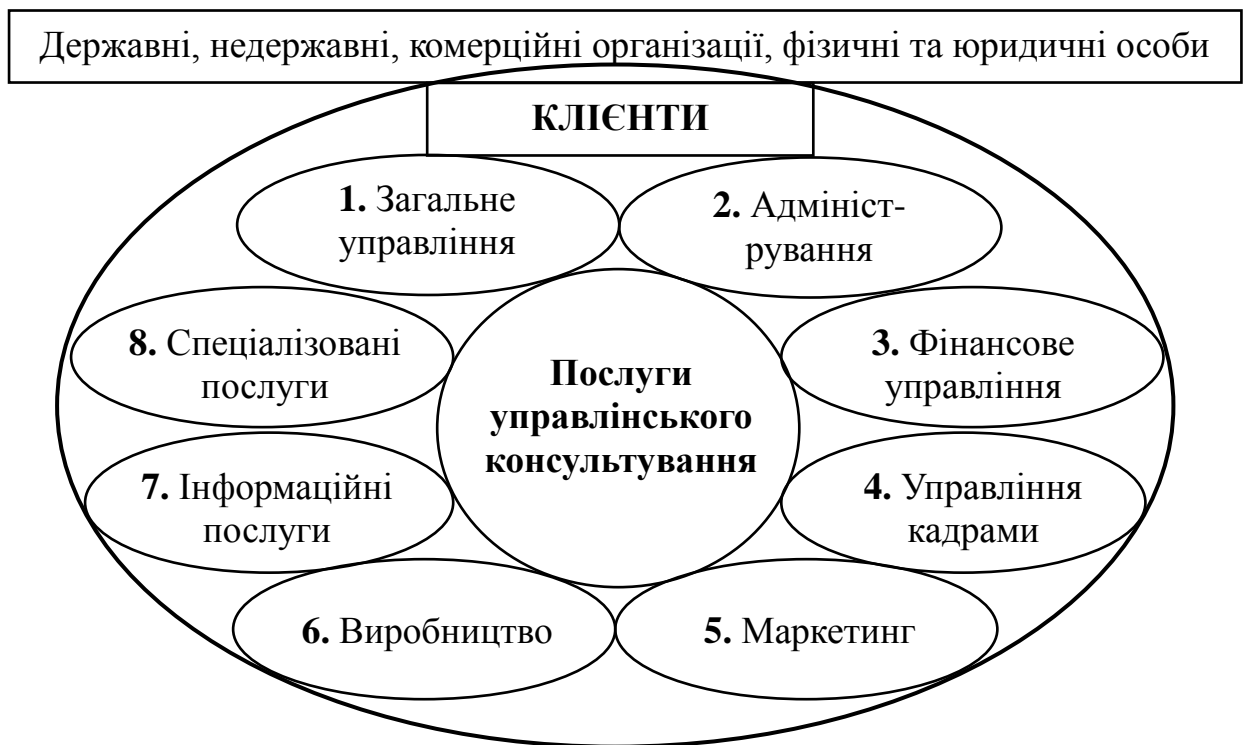 Державні, недержавні, комерційні організації, фізичні та юридичні особи
КЛІЄНТИ
1. Загальне
управління
2. Адмініст-
рування
3. Фінансове
управління
4. Управління
кадрами
5. Маркетинг
6. Виробництво
7. Інформаційні
послуги
8. Спеціалізовані
послуги
Послуги
управлінського
консультування